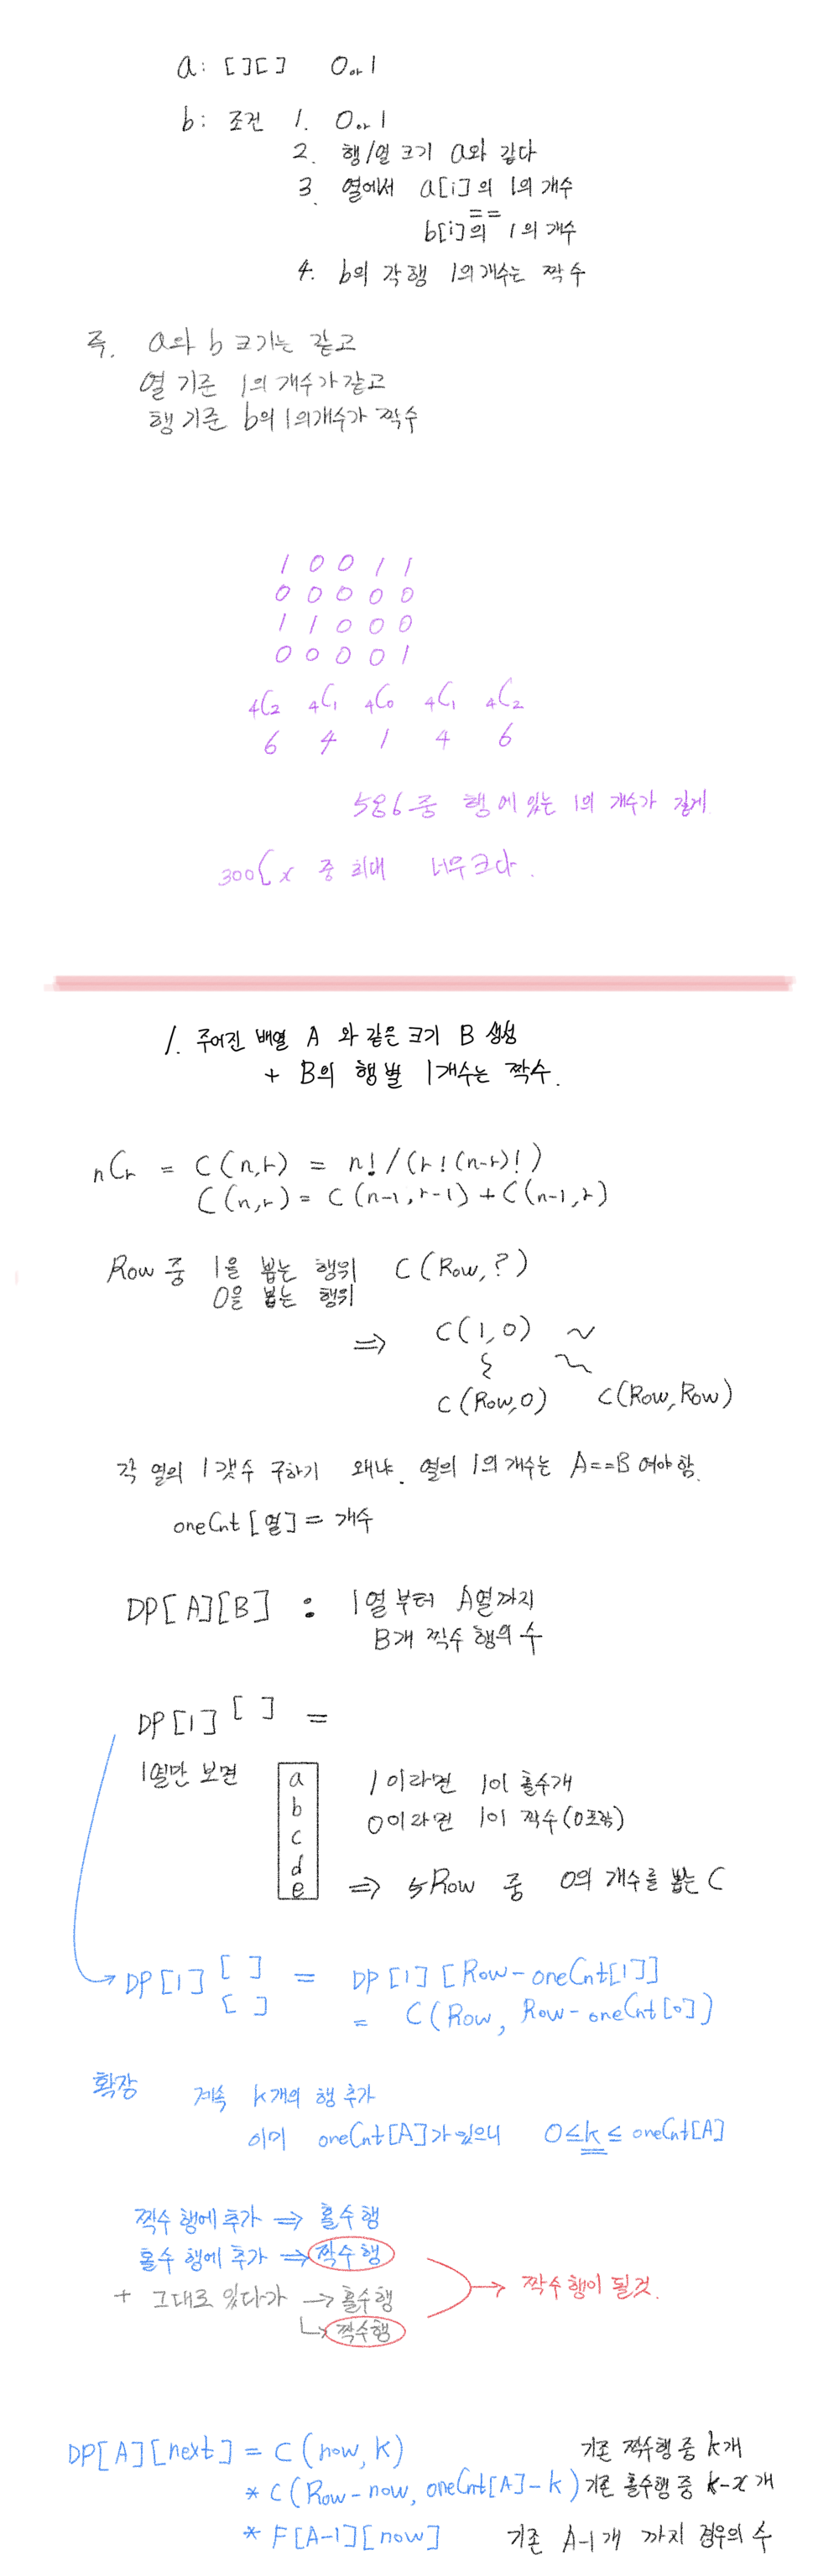 a: [][] 0 or 1
b: 조건 1. 0 or 1
2. 행/열 크기 a와 같다
3. 열에서 a[i]의 1의 개수
==
b[i]의 1의 개수
4. b의 각 행 1의 개수는 짝수
즉. a와 b 크기는 같고
열 기준 1의 개수가 같고
행 기준 b의 1의 개수가 짝수
1 0 0 1 1
0 0 0 0 0
1 1 0 0 0
0 0 0 0 1
4C2 4C1 4C0 4C1 4C2
6 4 1 4 6
중 행에 있는 1의 개수가
300Cx 중 최대 너무 크다.
1. 주어진 배열 A 와 같은 크기 B 생성
+ B의 행별 1개수는 짝수.
nCr = C(n,r) = n!/(r!(n-r)!)
C(n,r) = C(n-1,r-1)+C(n-1,r)
Row 중 1을 뽑는 행위 C(Row,?)
0을 뽑는 행위
⇒ C(1,0) ~
~ ~
C(Row,0) C(Row,Row)
각 열의 1 갯수 구하기 왜냐. 열의 1의 개수는 A==B 여야 함.
oneCnt[열] = 개수
DP[A][B] : 1열부터 A열까지
B개 짝수 행의 수
DP[1][ ] =
1열만 보면
a
b
c
d
e
1이라면 1이 홀수개
0이라면 1이 짝수(0포함)
⇒ 5Row 중 0의 개수를 뽑는 C
DP[1][ ] = DP[1][Row-oneCnt[1]]
[ ] = C(Row, Row-oneCnt[0])
확장 계속 k개의 행 추가
이미 oneCnt[A]가 있으니 0≤k≤oneCnt[A]
짝수 행에 추가 ⇒ 홀수 행
홀수 행에 추가 ⇒ 짝수 행
+ 그대로 있다가 → 홀수행
→ 짝수행
→ 짝수 행이 될것.
DP[A][next] = C(now,k) 기존 짝수행 중 k개
* C(Row-now, oneCnt[A]-k) 기존 홀수행 중 k-x개
* F[A-1][now] 기존 A-1개 까지 경우의 수